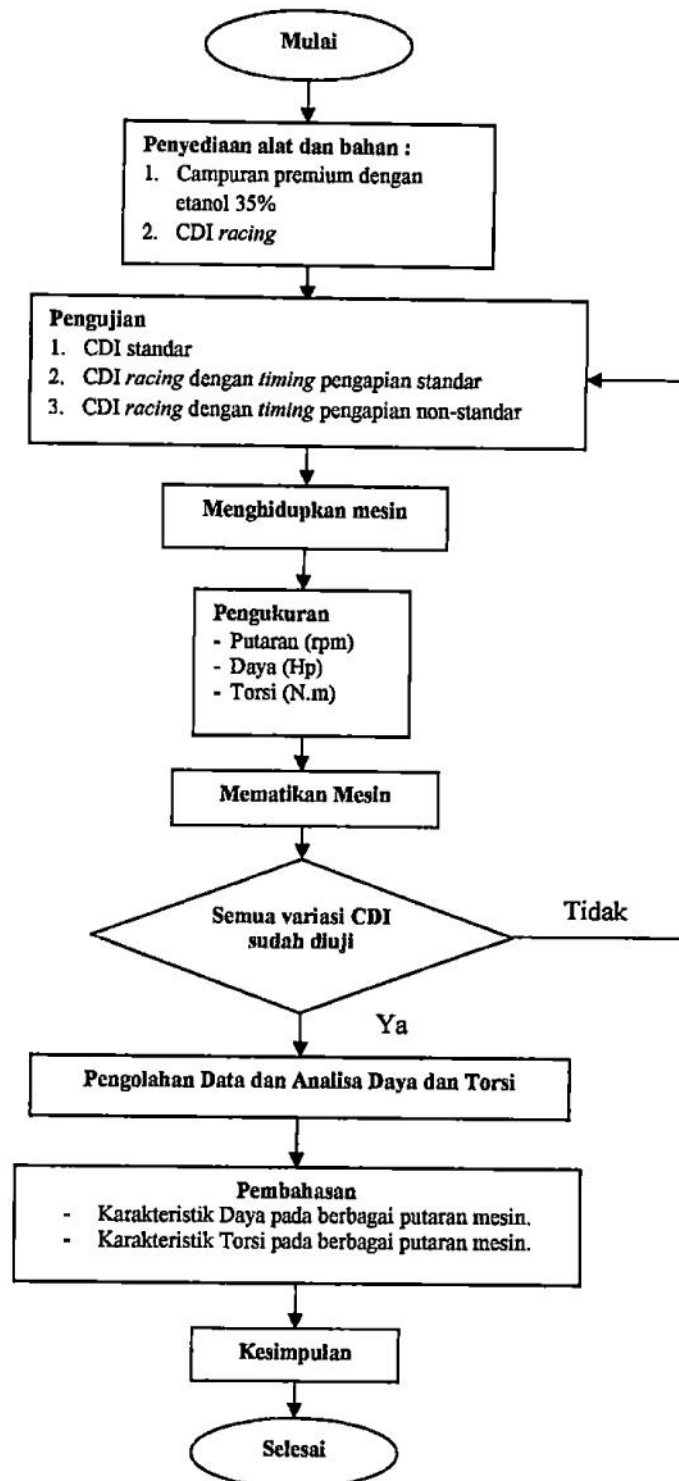 Mulai
Penyediaan alat dan bahan :
1. Campuran premium dengan
etanol 35%
2. CDI racing
Pengujian
1. CDI standar
2. CDI racing dengan timing pengapian standar
3. CDI racing dengan timing pengapian non-standar
Menghidupkan mesin
Pengukuran
- Putaran (rpm)
- Daya (Hp)
- Torsi (N.m)
Mematikan Mesin
Semua variasi CDI
sudah diuji
Tidak
Ya
Pengolahan Data dan Analisa Daya dan Torsi
Pembahasan
- Karakteristik Daya pada berbagai putaran mesin.
- Karakteristik Torsi pada berbagai putaran mesin.
Kesimpulan
Selesai